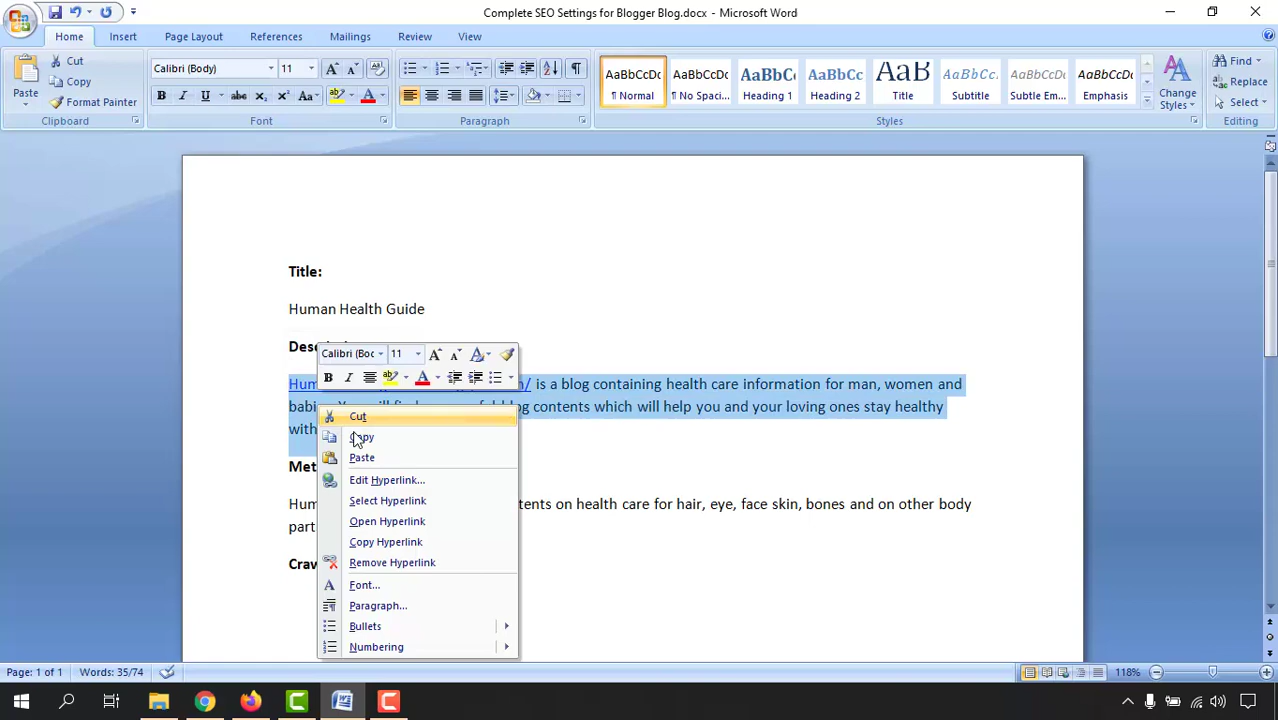 Complete SEO Settings for Blogger Blog.docx - Microsoft Word
Home Insert Page Layout References Mailings Review View
Paste
Cut
Copy
Format Painter
Clipboard
Calibri (Body) 11
Font
Paragraph
AaBbCcDc AaBbCcDc AaBbCc AaBbCc AaB AaBbCc. AaBbCcDc AaBbCcDc
¶ Normal ¶ No Spaci... Heading 1 Heading 2 Title Subtitle Subtle Em... Emphasis
Change
Styles
Styles
Find
Replace
Select
Editing
Title:
Human Health Guide
Calibri (Boc 11
/ is a blog containing health care information for man, women and
blog contents which will help you and your loving ones stay healthy
with
tents on health care for hair, eye, face skin, bones and on other body
part
Cut
Copy
Paste
Edit Hyperlink...
Select Hyperlink
Open Hyperlink
Copy Hyperlink
Remove Hyperlink
Font...
Paragraph...
Bullets
Numbering
Page: 1 of 1 Words: 35/74 118%